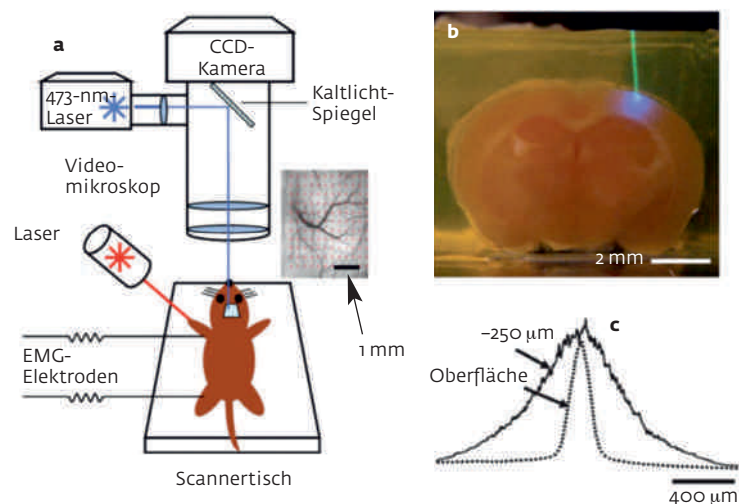 a
CCD-
Kamera
473-nm-
Laser
Kaltlicht-
Spiegel
Video-
mikroskop
Laser
1 mm
EMG-
Elektroden
Scannertisch
b
2 mm
c
−250 µm
Oberfläche
400 µm